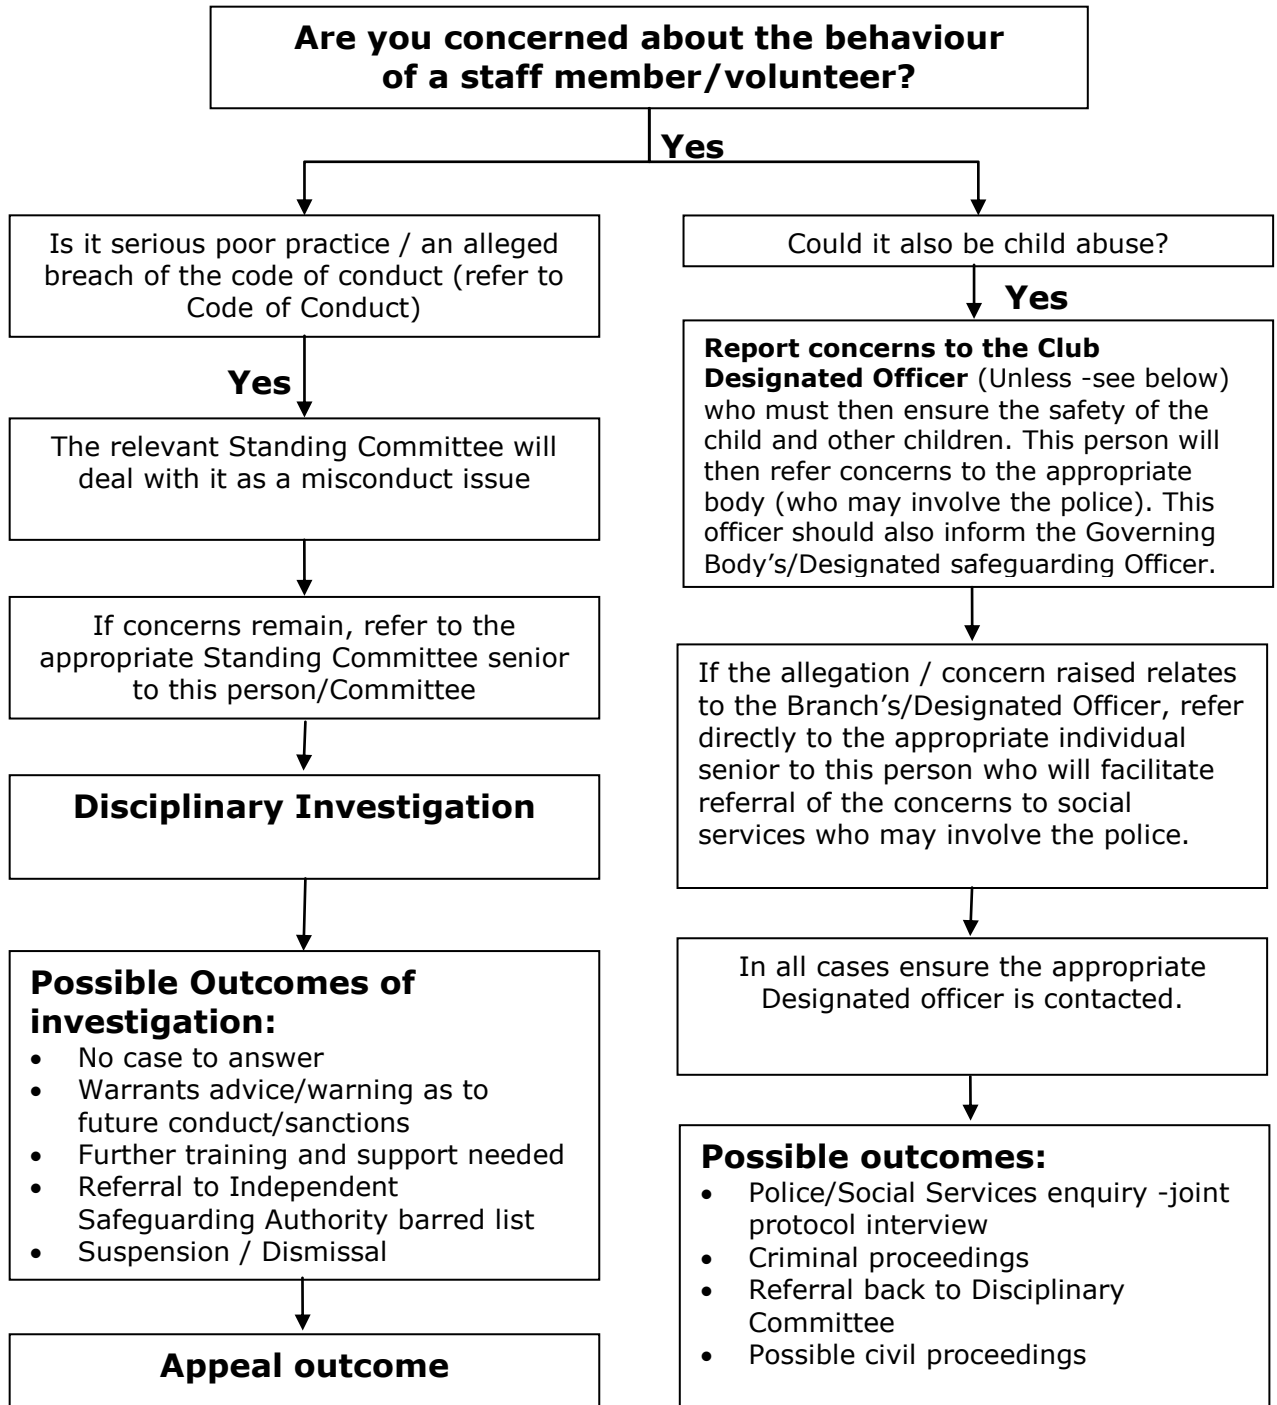 Are you concerned about the behaviour
of a staff member/volunteer?
Yes
Is it serious poor practice / an alleged
breach of the code of conduct (refer to
Code of Conduct)
Yes
The relevant Standing Committee will
deal with it as a misconduct issue
If concerns remain, refer to the
appropriate Standing Committee senior
to this person/Committee
Disciplinary Investigation
Possible Outcomes of
investigation:
• No case to answer
• Warrants advice/warning as to
future conduct/sanctions
• Further training and support needed
• Referral to Independent
Safeguarding Authority barred list
• Suspension / Dismissal
Appeal outcome
Could it also be child abuse?
Yes
Report concerns to the Club
Designated Officer (Unless -see below)
who must then ensure the safety of the
child and other children. This person will
then refer concerns to the appropriate
body (who may involve the police). This
officer should also inform the Governing
Body’s/Designated safeguarding Officer.
If the allegation / concern raised relates
to the Branch’s/Designated Officer, refer
directly to the appropriate individual
senior to this person who will facilitate
referral of the concerns to social
services who may involve the police.
In all cases ensure the appropriate
Designated officer is contacted.
Possible outcomes:
• Police/Social Services enquiry -joint
protocol interview
• Criminal proceedings
• Referral back to Disciplinary
Committee
• Possible civil proceedings